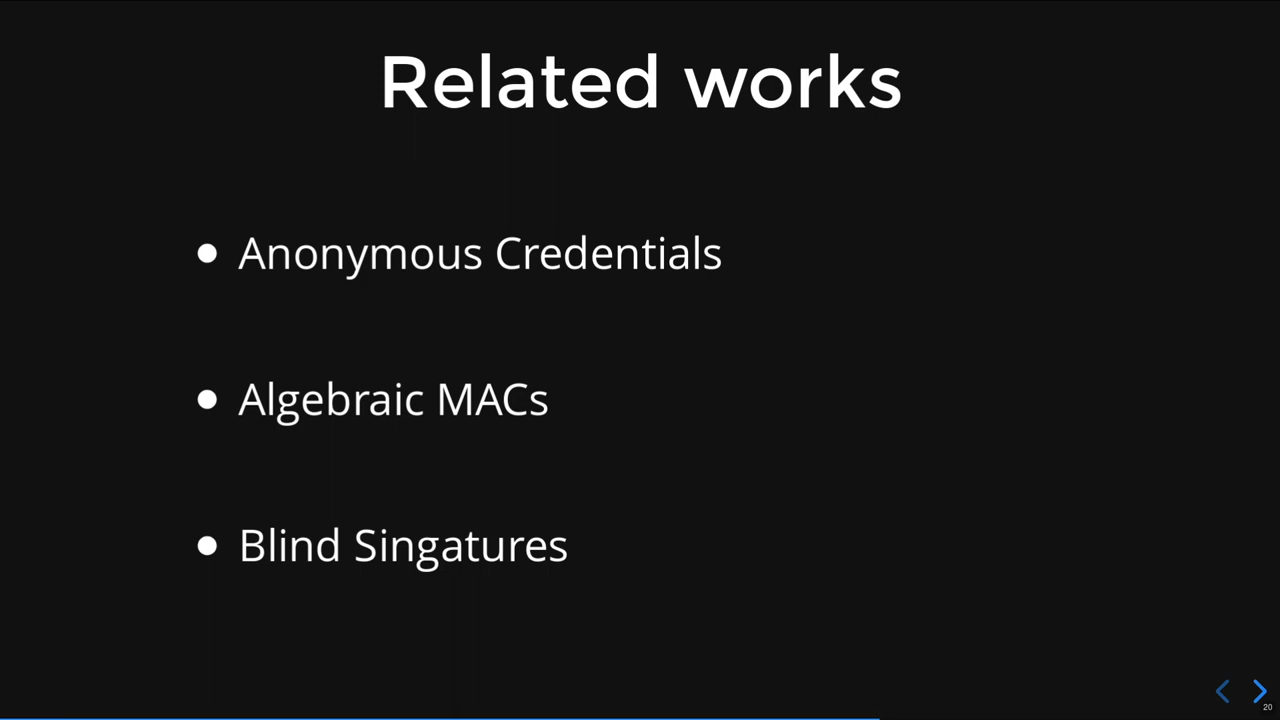 Related works
• Anonymous Credentials
• Algebraic MACs
• Blind Singatures
20